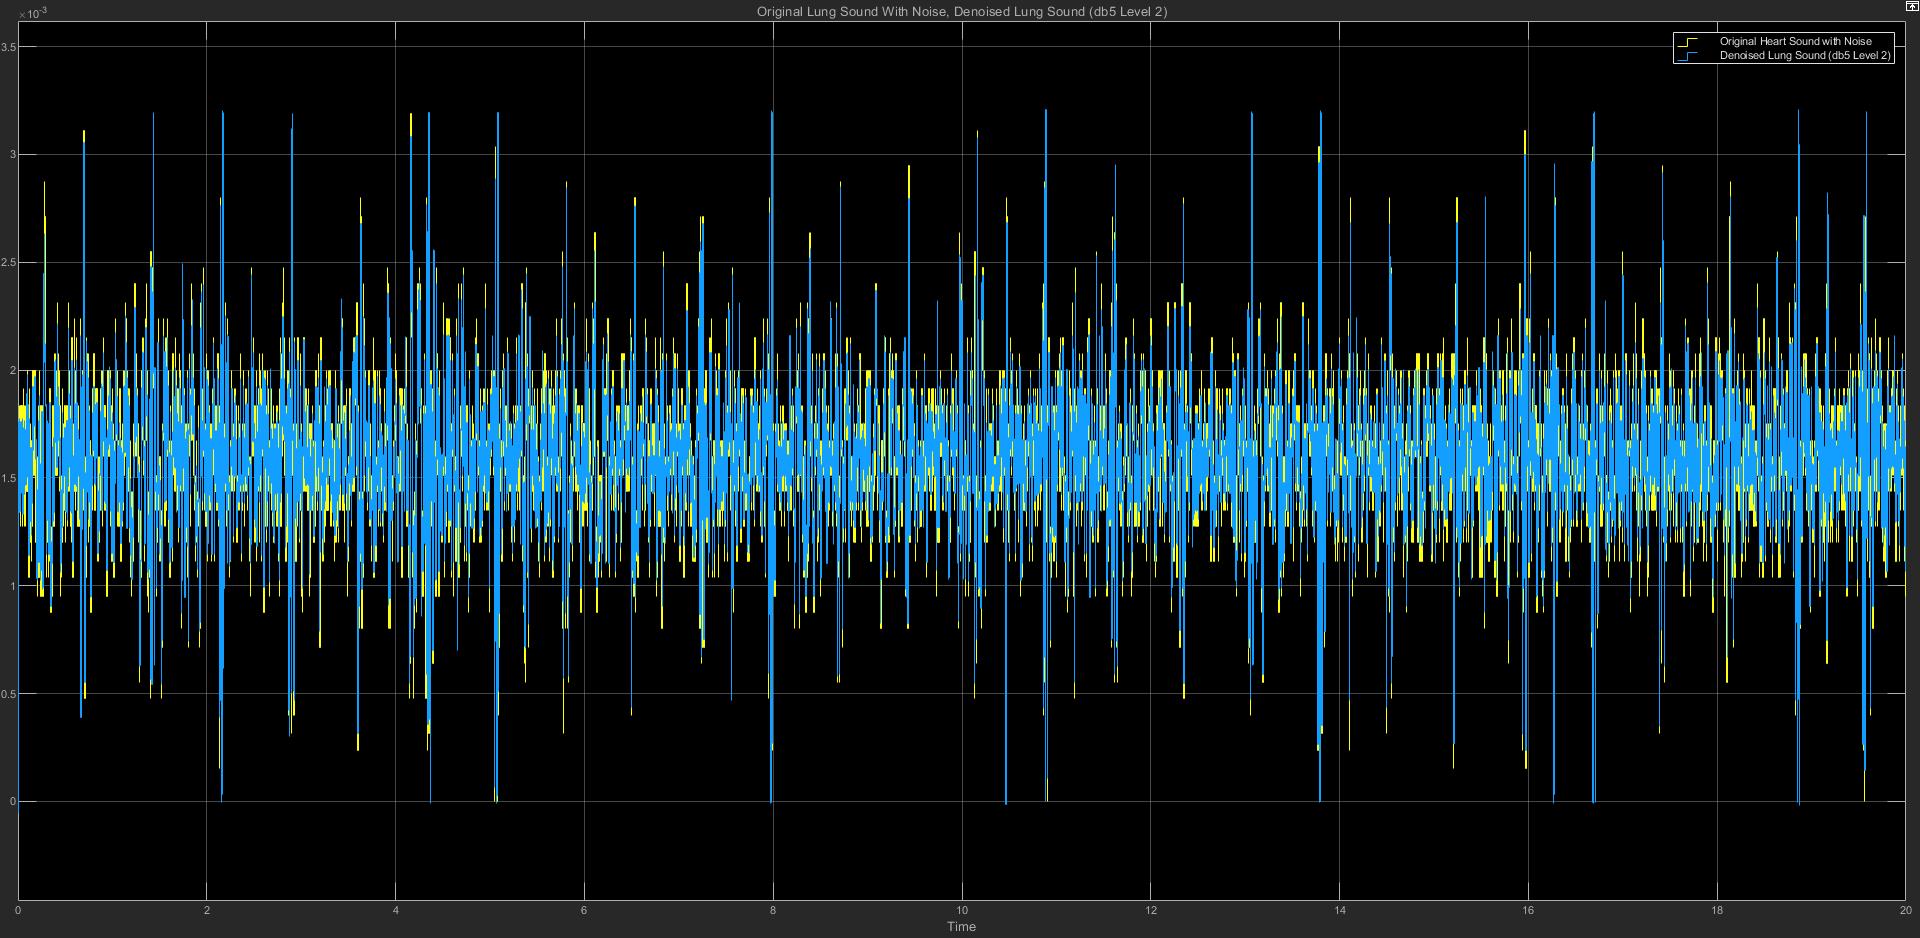 Original Lung Sound With Noise, Denoised Lung Sound (db5 Level 2)
×10⁻³
Original Heart Sound with Noise
Denoised Lung Sound (db5 Level 2)
3.5
3
2.5
2
1.5
1
0.5
0
0 2 4 6 8 10 12 14 16 18 20
Time